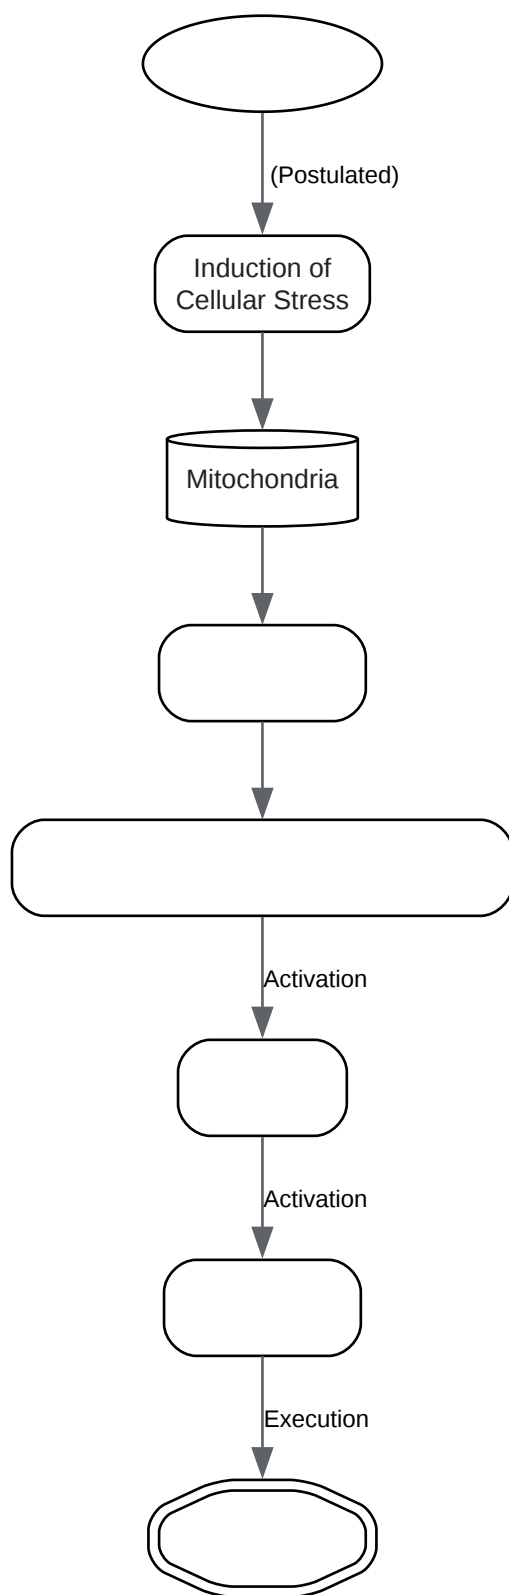 (Postulated)
Induction of
Cellular Stress
Mitochondria
Activation
Activation
Execution